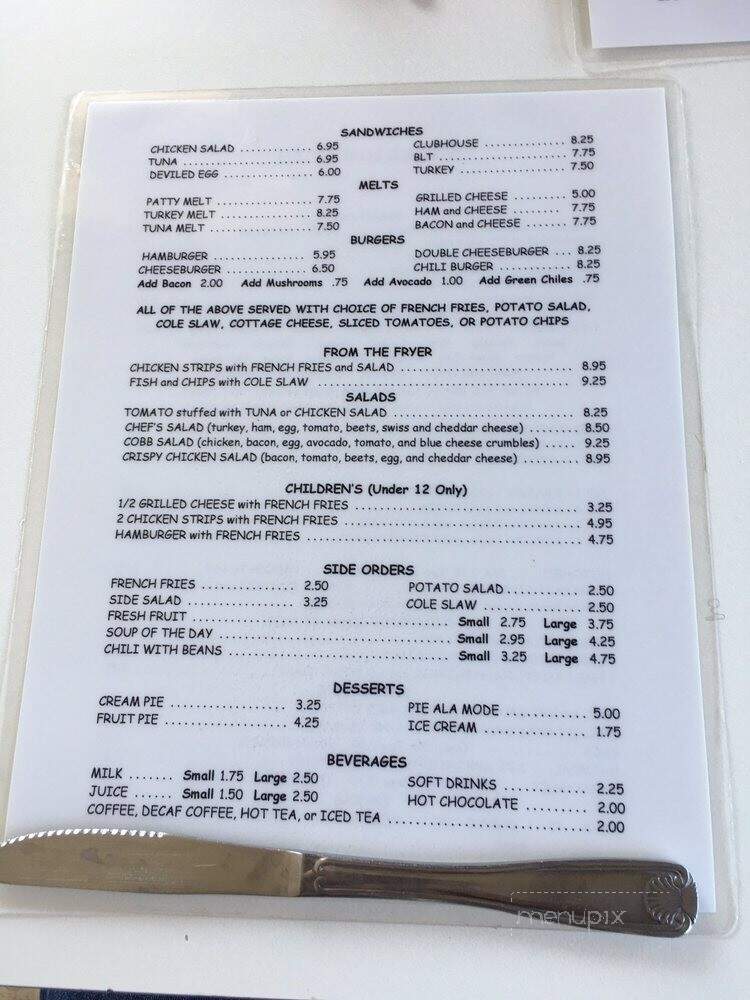 SANDWICHES
CHICKEN SALAD ............. 6.95 CLUBHOUSE .............. 8.25
TUNA ....................... 6.95 BLT ...................... 7.75
DEVILED EGG ............... 6.00 TURKEY ................... 7.50
MELTS
PATTY MELT ................ 7.75 GRILLED CHEESE ........... 5.00
TURKEY MELT ............... 8.25 HAM and CHEESE ........ 7.75
TUNA MELT ................. 7.50 BACON and CHEESE ....... 7.75
BURGERS
HAMBURGER ................ 5.95 DOUBLE CHEESEBURGER ... 8.25
CHEESEBURGER .............. 6.50 CHILI BURGER ............ 8.25
Add Bacon 2.00 Add Mushrooms .75 Add Avocado 1.00 Add Green Chiles .75
ALL OF THE ABOVE SERVED WITH CHOICE OF FRENCH FRIES, POTATO SALAD,
COLE SLAW, COTTAGE CHEESE, SLICED TOMATOES, OR POTATO CHIPS
FROM THE FRYER
CHICKEN STRIPS with FRENCH FRIES and SALAD ............................ 8.95
FISH and CHIPS with COLE SLAW ....................................... 9.25
SALADS
TOMATO stuffed with TUNA or CHICKEN SALAD ............................. 8.25
CHEF'S SALAD (turkey, ham, egg, tomato, beets, swiss and cheddar cheese) ........ 8.50
COBB SALAD (chicken, bacon, egg, avocado, tomato, and blue cheese crumbles) ..... 9.25
CRISPY CHICKEN SALAD (bacon, tomato, beets, egg, and cheddar cheese) ........ 8.95
CHILDREN'S (Under 12 Only)
1/2 GRILLED CHEESE with FRENCH FRIES .................................. 3.25
2 CHICKEN STRIPS with FRENCH FRIES .................................... 4.95
HAMBURGER with FRENCH FRIES .......................................... 4.75
SIDE ORDERS
FRENCH FRIES ............... 2.50 POTATO SALAD........... 2.50
SIDE SALAD ................. 3.25 COLE SLAW .............. 2.50
FRESH FRUIT ..................................... Small 2.75 Large 3.75
SOUP OF THE DAY ................................ Small 2.95 Large 4.25
CHILI WITH BEANS ............................... Small 3.25 Large 4.75
DESSERTS
CREAM PIE .................. 3.25 PIE ALA MODE ............ 5.00
FRUIT PIE ................... 4.25 ICE CREAM ............... 1.75
BEVERAGES
MILK ....... Small 1.75 Large 2.50 SOFT DRINKS ............. 2.25
JUICE ...... Small 1.50 Large 2.50 HOT CHOCOLATE .......... 2.00
COFFEE, DECAF COFFEE, HOT TEA, or ICED TEA ............................ 2.00
menupix